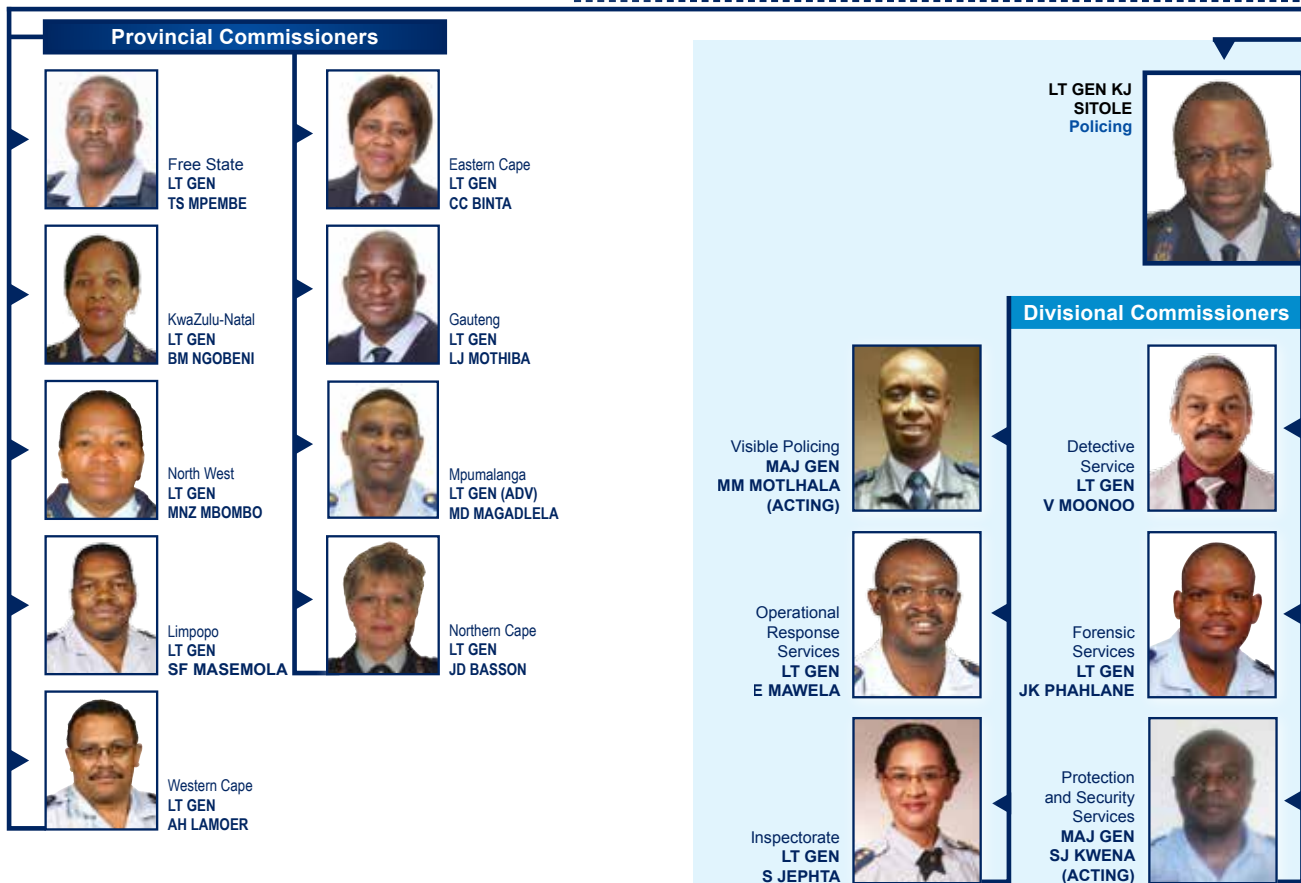 Provincial Commissioners
Free State
LT GEN
TS MPEMBE
KwaZulu-Natal
LT GEN
BM NGOBENI
North West
LT GEN
MNZ MBOMBO
Limpopo
LT GEN
SF MASEMOLA
Western Cape
LT GEN
AH LAMOER
Eastern Cape
LT GEN
CC BINTA
Gauteng
LT GEN
LJ MOTHIBA
Mpumalanga
LT GEN (ADV)
MD MAGADLELA
Northern Cape
LT GEN
JD BASSON
LT GEN KJ
SITOLE
Policing
Divisional Commissioners
Visible Policing
MAJ GEN
MM MOTLHALA
(ACTING)
Operational
Response
Services
LT GEN
E MAWELA
Inspectorate
LT GEN
S JEPHTA
Detective
Service
LT GEN
V MOONOO
Forensic
Services
LT GEN
JK PHAHLANE
Protection
and Security
Services
MAJ GEN
SJ KWENA
(ACTING)